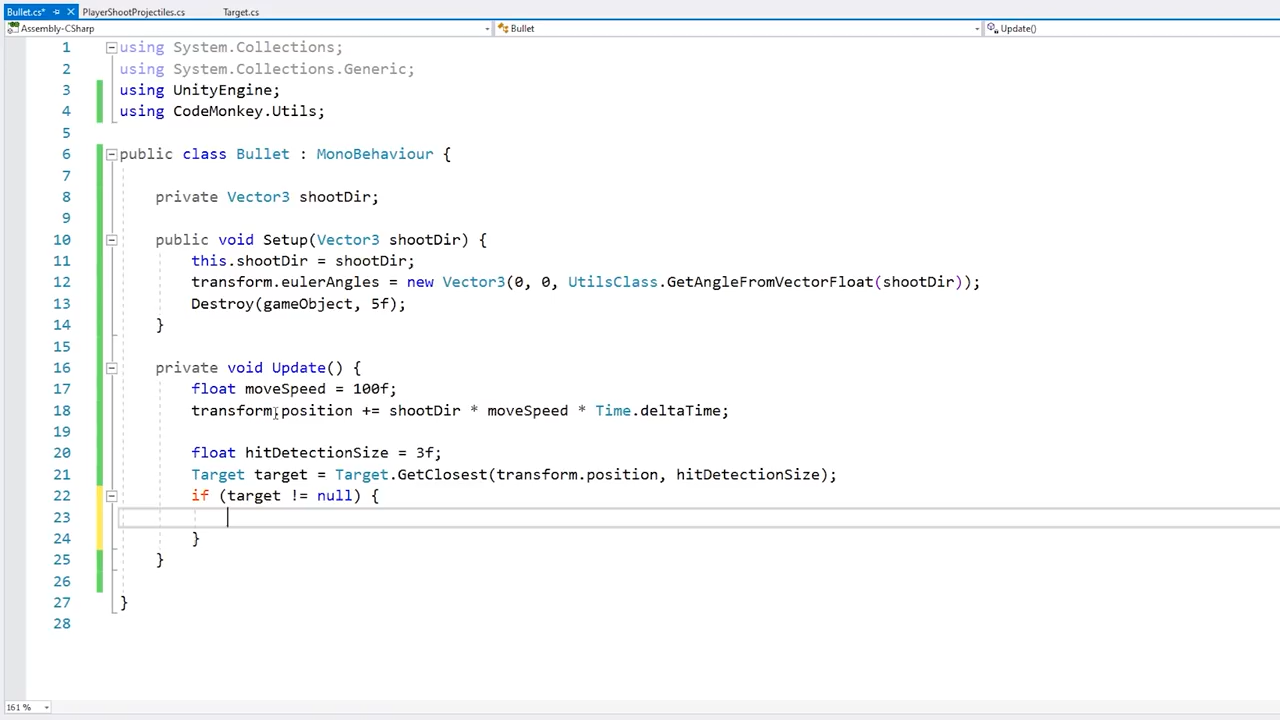 Bullet.cs* PlayerShootProjectiles.cs Target.cs
Assembly-CSharp Bullet Update()
1 using System.Collections;
2 using System.Collections.Generic;
3 using UnityEngine;
4 using CodeMonkey.Utils;
5
6 public class Bullet : MonoBehaviour {
7
8 private Vector3 shootDir;
9
10 public void Setup(Vector3 shootDir) {
11 this.shootDir = shootDir;
12 transform.eulerAngles = new Vector3(0, 0, UtilsClass.GetAngleFromVectorFloat(shootDir));
13 Destroy(gameObject, 5f);
14 }
15
16 private void Update() {
17 float moveSpeed = 100f;
18 transform.position += shootDir * moveSpeed * Time.deltaTime;
19
20 float hitDetectionSize = 3f;
21 Target target = Target.GetClosest(transform.position, hitDetectionSize);
22 if (target != null) {
23
24 }
25 }
26
27 }
28
161 %